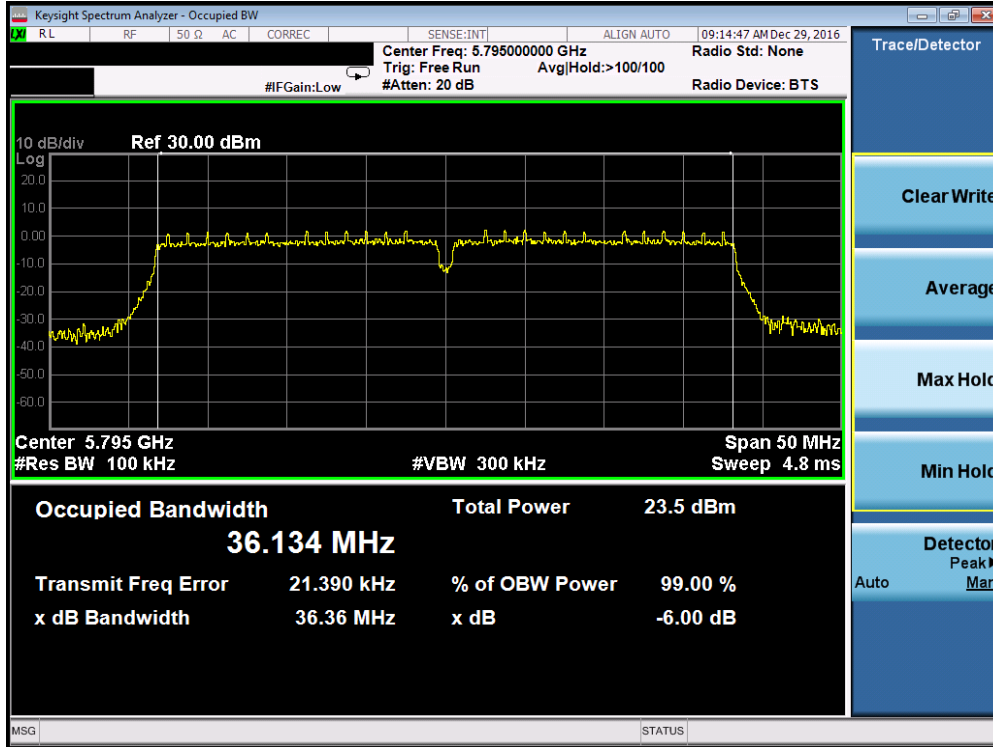 Keysight Spectrum Analyzer - Occupied BW
LXI RL RF 50 Ω AC CORREC SENSE:INT ALIGN AUTO 09:14:47 AM Dec 29, 2016
Center Freq: 5.795000000 GHz Radio Std: None
Trig: Free Run Avg|Hold:>100/100
#IFGain:Low #Atten: 20 dB Radio Device: BTS
10 dB/div Ref 30.00 dBm
Log
20.0
10.0
0.00
-10.0
-20.0
-30.0
-40.0
-50.0
-60.0
Center 5.795 GHz Span 50 MHz
#Res BW 100 kHz #VBW 300 kHz Sweep 4.8 ms
Occupied Bandwidth Total Power 23.5 dBm
36.134 MHz
Transmit Freq Error 21.390 kHz % of OBW Power 99.00 %
x dB Bandwidth 36.36 MHz x dB -6.00 dB
MSG STATUS
Trace/Detector
Clear Write
Average
Max Hold
Min Hold
Detector
Peak
Auto Man